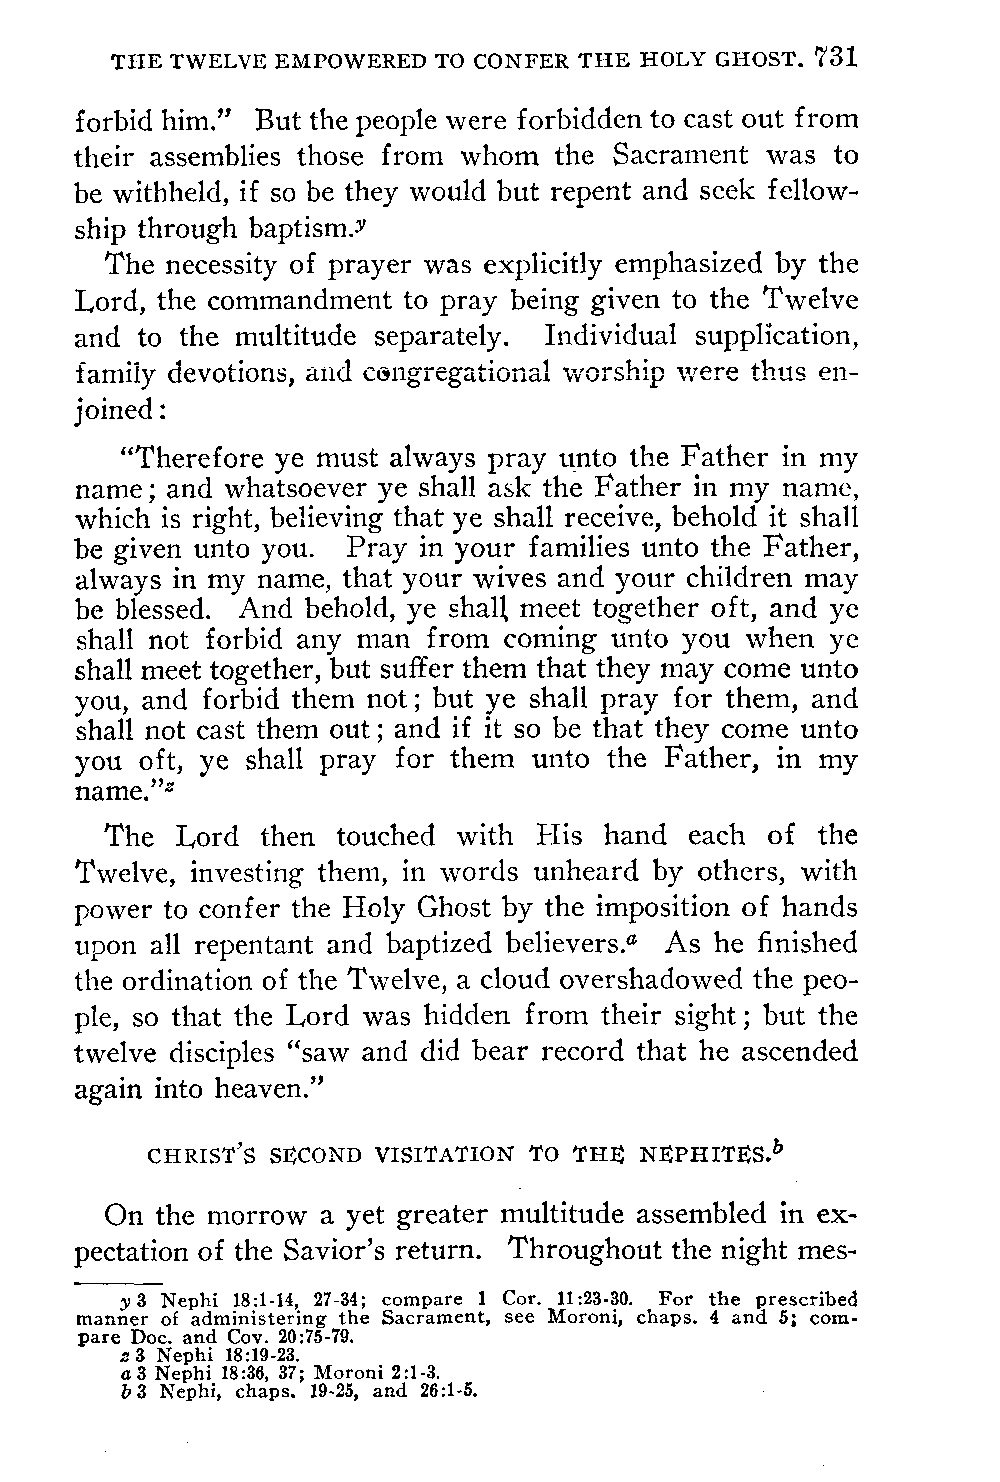 THE TWELVE EMPOWERED TO CONFER THE HOLY GHOST. 731
forbid him." But the people were forbidden to cast out from
their assemblies those from whom the Sacrament was to
be withheld, if so be they would but repent and seek fellow-
ship through baptism.y
The necessity of prayer was explicitly emphasized by the
Lord, the commandment to pray being given to the Twelve
and to the multitude separately. Individual supplication,
family devotions, and congregational worship were thus en-
joined:
"Therefore ye must always pray unto the Father in my
name; and whatsoever ye shall ask the Father in my name,
which is right, believing that ye shall receive, behold it shall
be given unto you. Pray in your families unto the Father,
always in my name, that your wives and your children may
be blessed. And behold, ye shall meet together oft, and ye
shall not forbid any man from coming unto you when ye
shall meet together, but suffer them that they may come unto
you, and forbid them not; but ye shall pray for them, and
shall not cast them out; and if it so be that they come unto
you oft, ye shall pray for them unto the Father, in my
name."z
The Lord then touched with His hand each of the
Twelve, investing them, in words unheard by others, with
power to confer the Holy Ghost by the imposition of hands
upon all repentant and baptized believers.a As he finished
the ordination of the Twelve, a cloud overshadowed the peo-
ple, so that the Lord was hidden from their sight; but the
twelve disciples "saw and did bear record that he ascended
again into heaven."
CHRIST'S SECOND VISITATION TO THE NEPHITES.b
On the morrow a yet greater multitude assembled in ex-
pectation of the Savior's return. Throughout the night mes-
y 3 Nephi 18:1-14, 27-34; compare 1 Cor. 11:23-30. For the prescribed
manner of administering the Sacrament, see Moroni, chaps. 4 and 5; com-
pare Doc. and Cov. 20:75-79.
z 3 Nephi 18:19-23.
a 3 Nephi 18:36, 37; Moroni 2:1-3.
b 3 Nephi, chaps. 19-25, and 26:1-5.